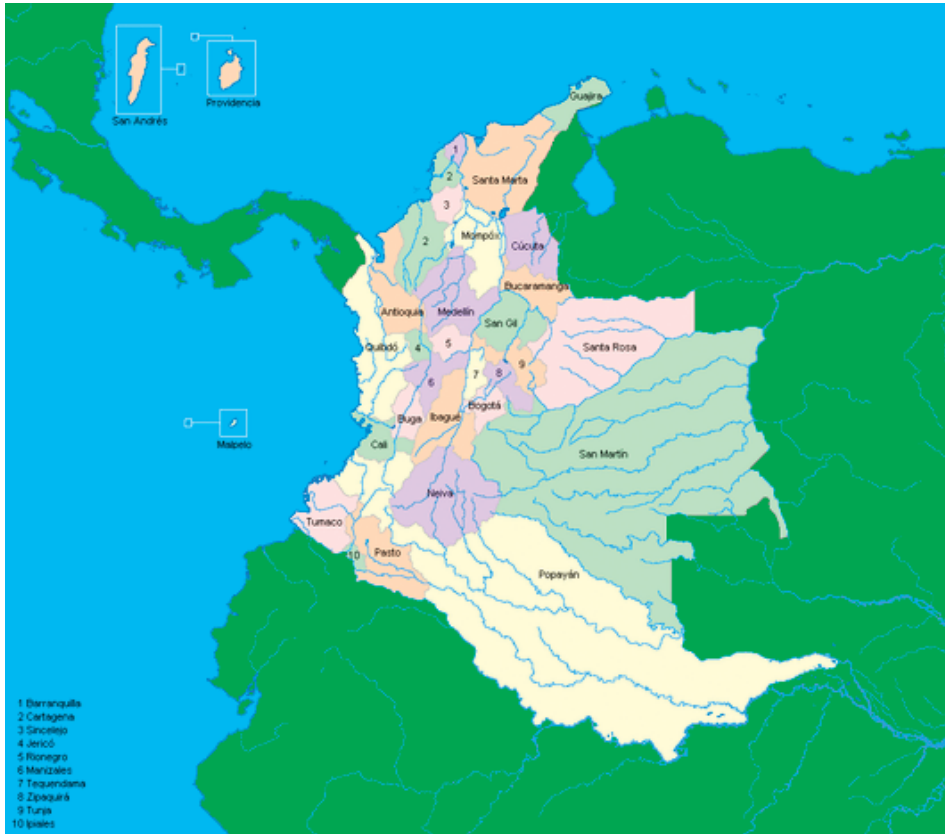 San Andrés
Providencia
Guajira
1
2
Santa Marta
3
2
Mompóx
Cúcuta
Bucaramanga
Antioquia
Medellín
San Gil
Quibdó
4
5
Santa Rosa
6
7
8
9
Buga
Ibagué
Bogotá
Malpelo
Cali
San Martín
Neiva
Tumaco
10
Pasto
Popayán
1 Barranquilla
2 Cartagena
3 Sincelejo
4 Jericó
5 Rionegro
6 Manizales
7 Tequendama
8 Zipaquirá
9 Tunja
10 Ipiales